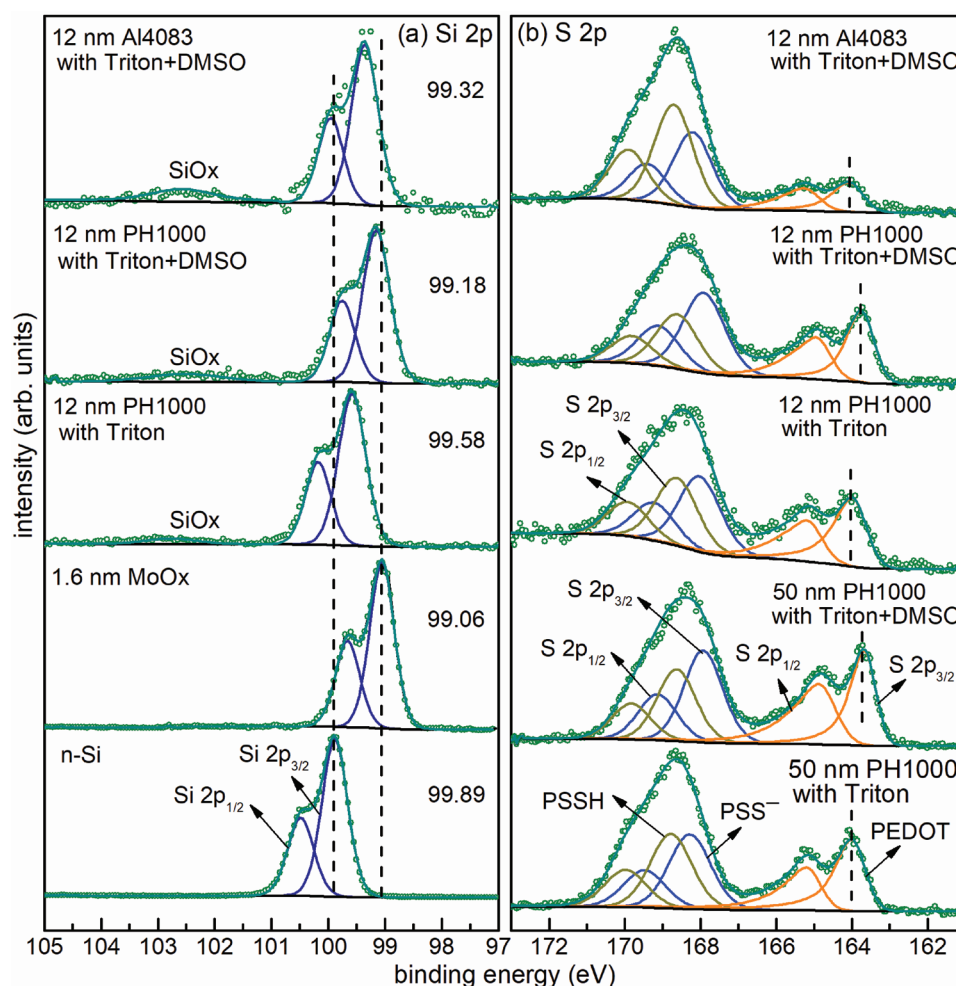 (a) Si 2p
12 nm Al4083
with Triton+DMSO
99.32
SiOx
12 nm PH1000
with Triton+DMSO
99.18
SiOx
12 nm PH1000
with Triton
99.58
SiOx
1.6 nm MoOx
99.06
n-Si
Si 2p3/2
Si 2p1/2
99.89
105 104 103 102 101 100 99 98 97
intensity (arb. units)
(b) S 2p
12 nm Al4083
with Triton+DMSO
12 nm PH1000
with Triton+DMSO
12 nm PH1000
with Triton
S 2p3/2
S 2p1/2
50 nm PH1000
with Triton+DMSO
S 2p3/2
S 2p1/2
S 2p1/2
S 2p3/2
50 nm PH1000
with Triton
PSSH
PSS—
PEDOT
172 170 168 166 164 162
binding energy (eV)